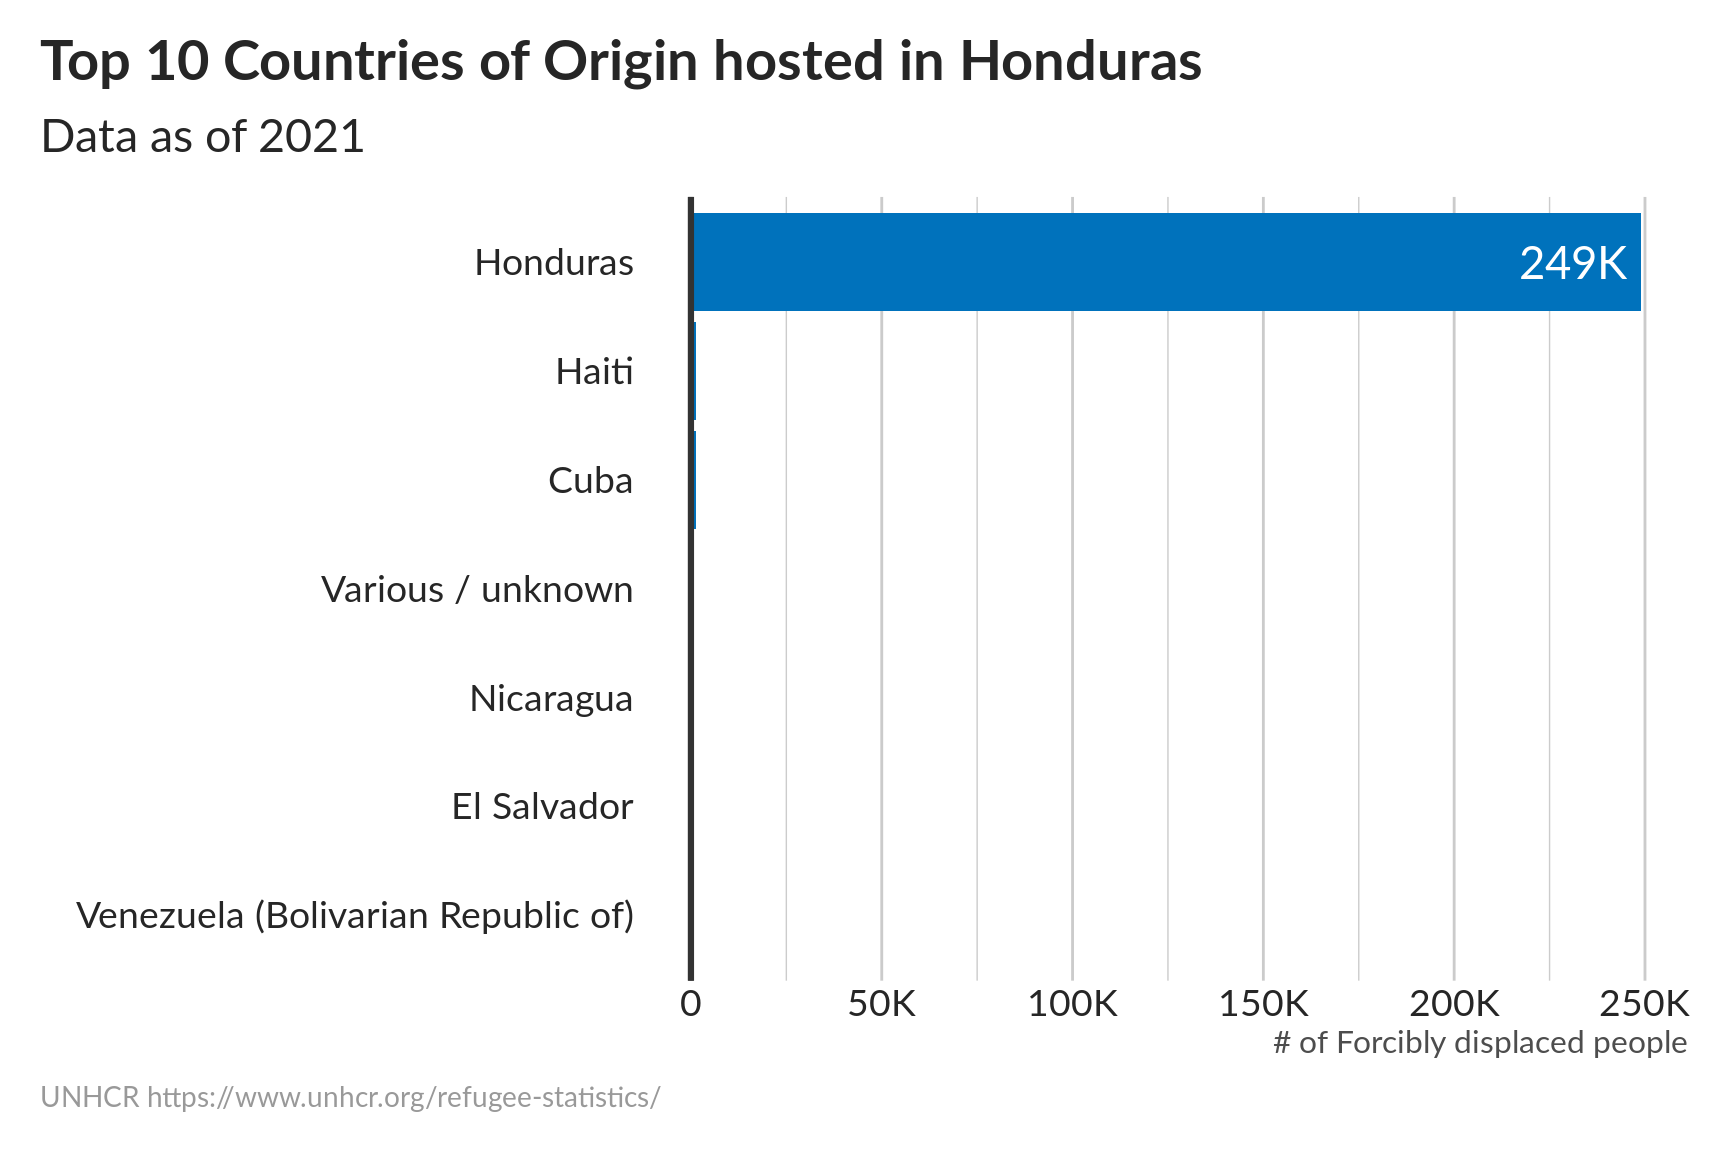 Top 10 Countries of Origin hosted in Honduras
Data as of 2021
Honduras
249K
Haiti
Cuba
Various / unknown
Nicaragua
El Salvador
Venezuela (Bolivarian Republic of)
0 50K 100K 150K 200K 250K
# of Forcibly displaced people
UNHCR https://www.unhcr.org/refugee-statistics/